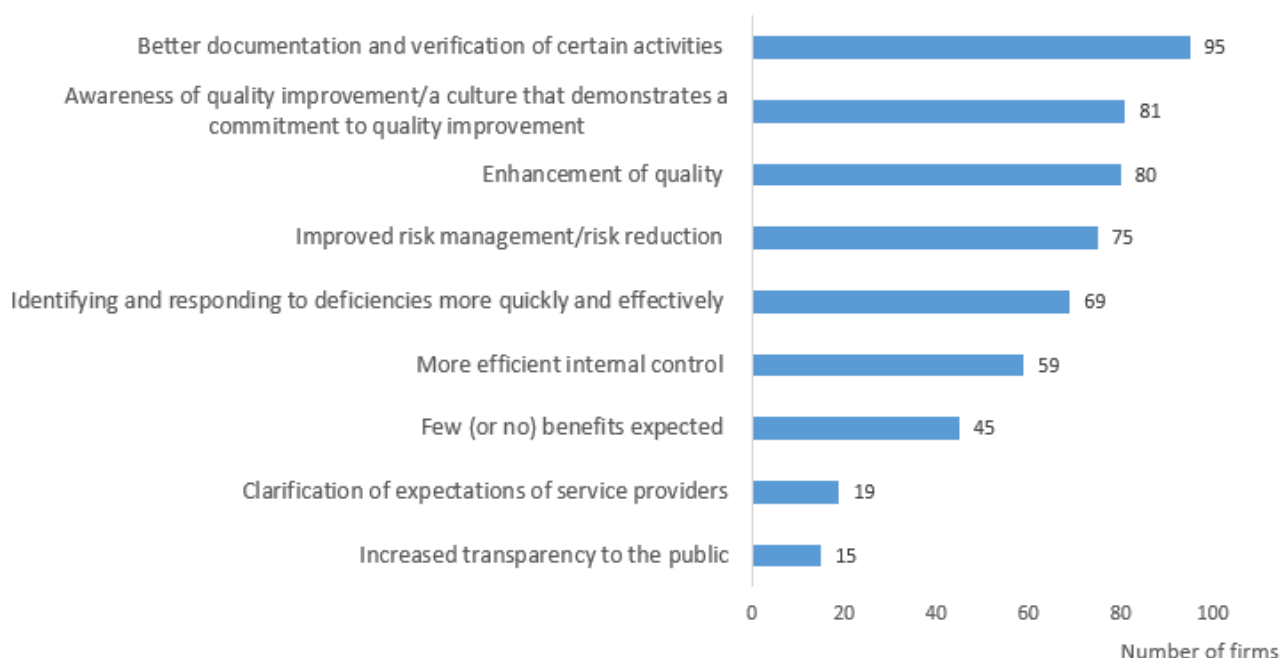 Better documentation and verification of certain activities 95
Awareness of quality improvement/a culture that demonstrates a
commitment to quality improvement 81
Enhancement of quality 80
Improved risk management/risk reduction 75
Identifying and responding to deficiencies more quickly and effectively 69
More efficient internal control 59
Few (or no) benefits expected 45
Clarification of expectations of service providers 19
Increased transparency to the public 15
0 20 40 60 80 100
Number of firms